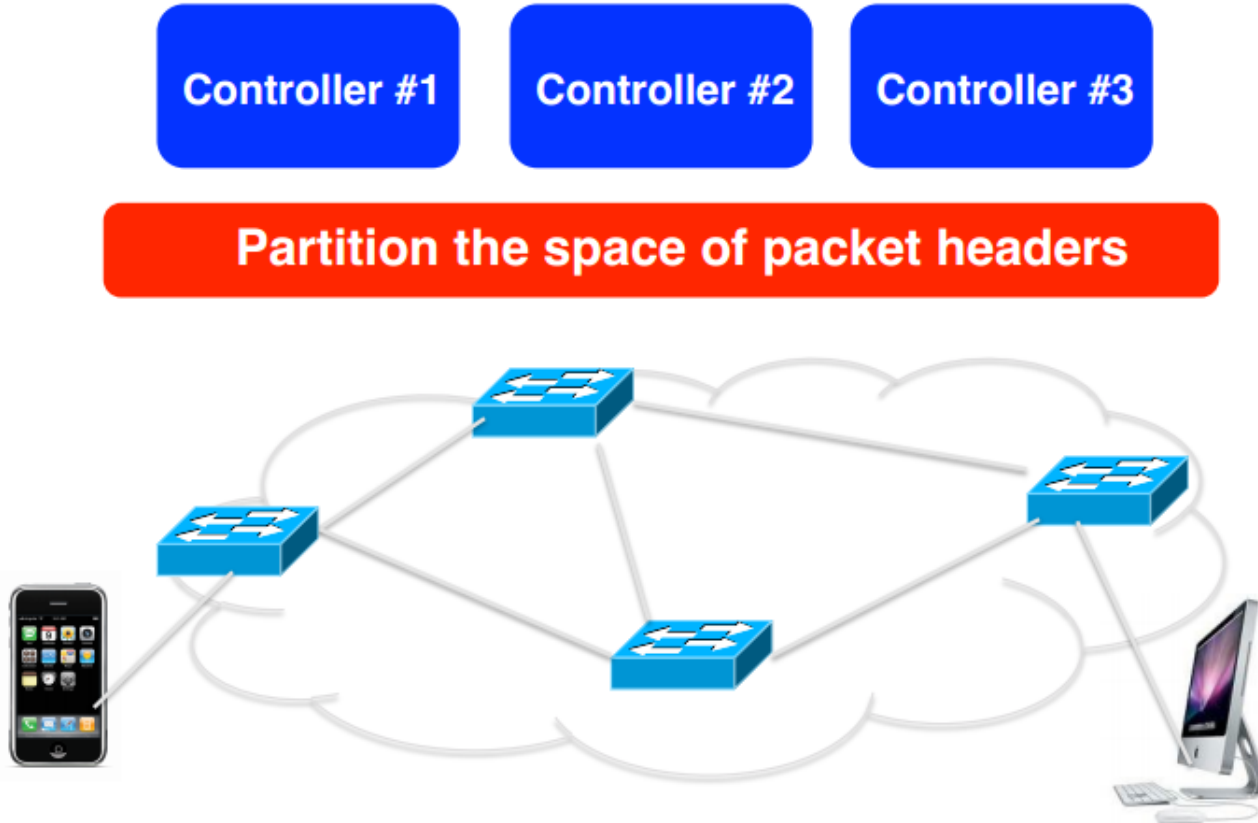 Controller #1
Controller #2
Controller #3
Partition the space of packet headers